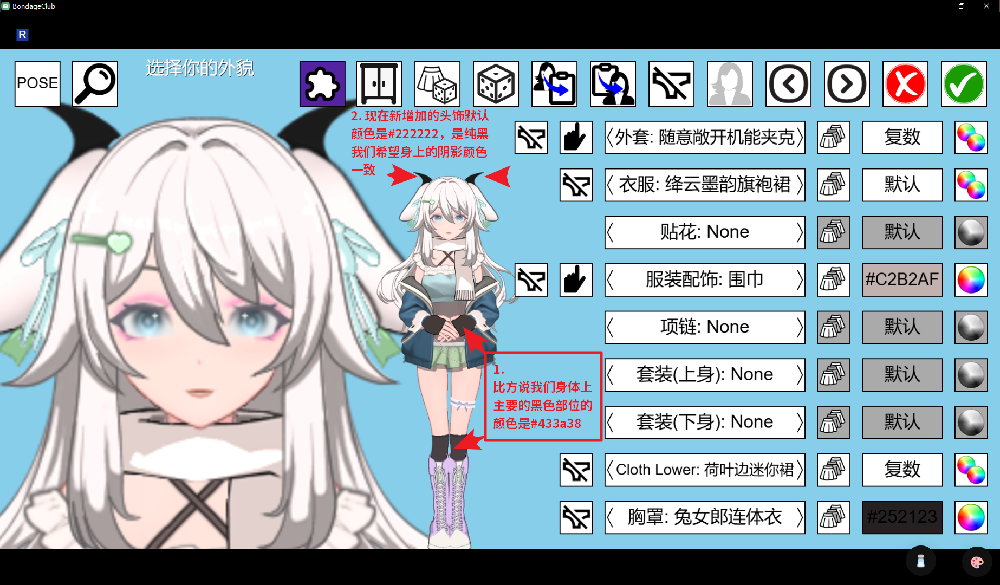 BondageClub
R
POSE
选择你的外貌
2. 现在新增加的头饰默认
颜色是#222222，是纯黑
我们希望身上的阴影颜色
一致
外套: 随意敞开机能夹克
复数
衣服: 绛云墨韵旗袍裙
默认
贴花: None
默认
服装配饰: 围巾
#C2B2AF
项链: None
默认
1.
比方说我们身体上
主要的黑色部位的
颜色是#433a38
套装(上身): None
默认
套装(下身): None
默认
Cloth Lower: 荷叶边迷你裙
复数
胸罩: 兔女郎连体衣
#252123